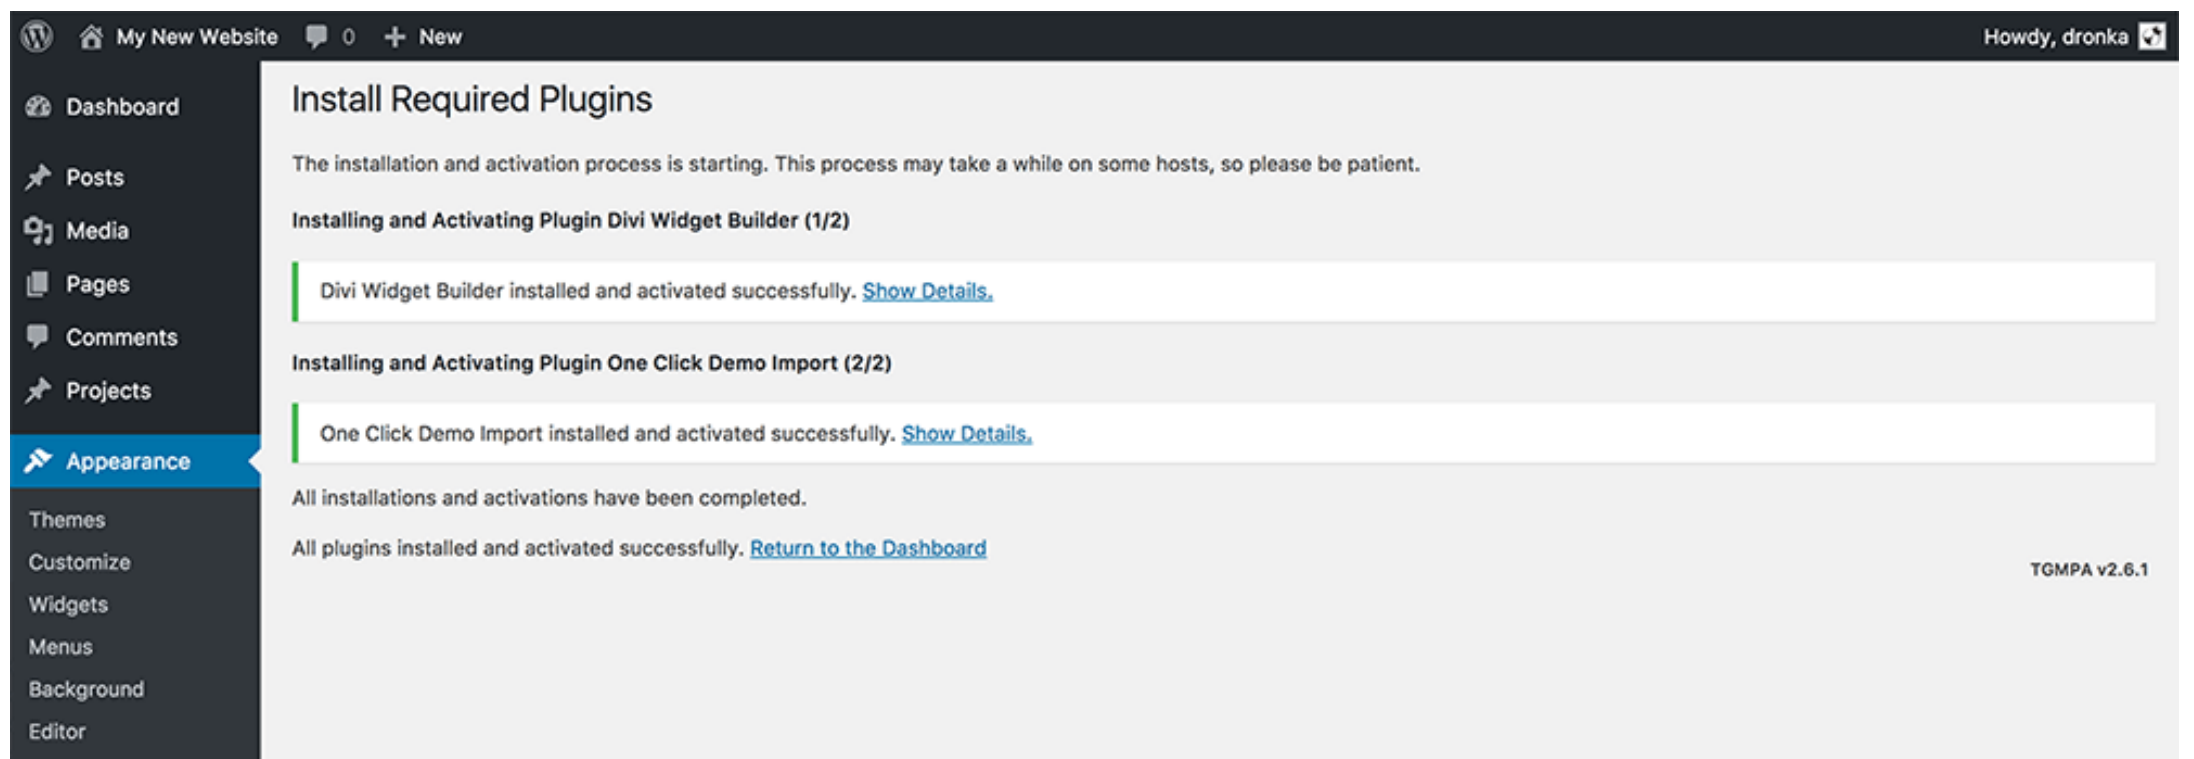 My New Website 0 + New Howdy, dronka
Dashboard
Posts
Media
Pages
Comments
Projects
Appearance
Themes
Customize
Widgets
Menus
Background
Editor
Install Required Plugins
The installation and activation process is starting. This process may take a while on some hosts, so please be patient.
Installing and Activating Plugin Divi Widget Builder (1/2)
Divi Widget Builder installed and activated successfully. Show Details.
Installing and Activating Plugin One Click Demo Import (2/2)
One Click Demo Import installed and activated successfully. Show Details.
All installations and activations have been completed.
All plugins installed and activated successfully. Return to the Dashboard
TGMPA v2.6.1